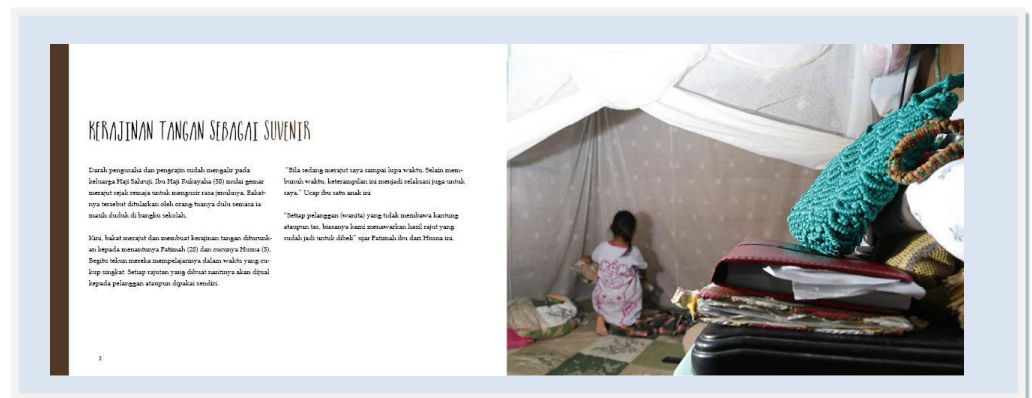 KERAJINAN TANGAN SEBAGAI SUVENIR
Darah pengusaha dan pengrajin sudah mengalir pada
keluarga Haji Sahruji. Ibu Haji Rukayaha (50) mulai gemar
merajut sejak remaja untuk mengusir rasa jenuhnya. Bakat-
nya tersebut ditularkan oleh orang tuanya dulu semasa ia
masih duduk di bangku sekolah.
Kini, bakat merajut dan membuat kerajinan tangan diturunk-
an kepada menantunya Fatimah (28) dan cucunya Husna (5).
Begitu tekun mereka mempelajarinya dalam waktu yang cu-
kup singkat. Setiap rajutan yang dibuat nantinya akan dijual
kepada pelanggan ataupun dipakai sendiri.
"Bila sedang merajut saya sampai lupa waktu. Selain mem-
bunuh waktu, keterampilan ini menjadi relaksasi juga untuk
saya." Ucap ibu satu anak ini
"Setiap pelanggan (wanita) yang tidak membawa kantung
ataupun tas, biasanya kami menawarkan hasil rajut yang
sudah jadi untuk dibeli" ujar Fatimah ibu dari Husna ini.